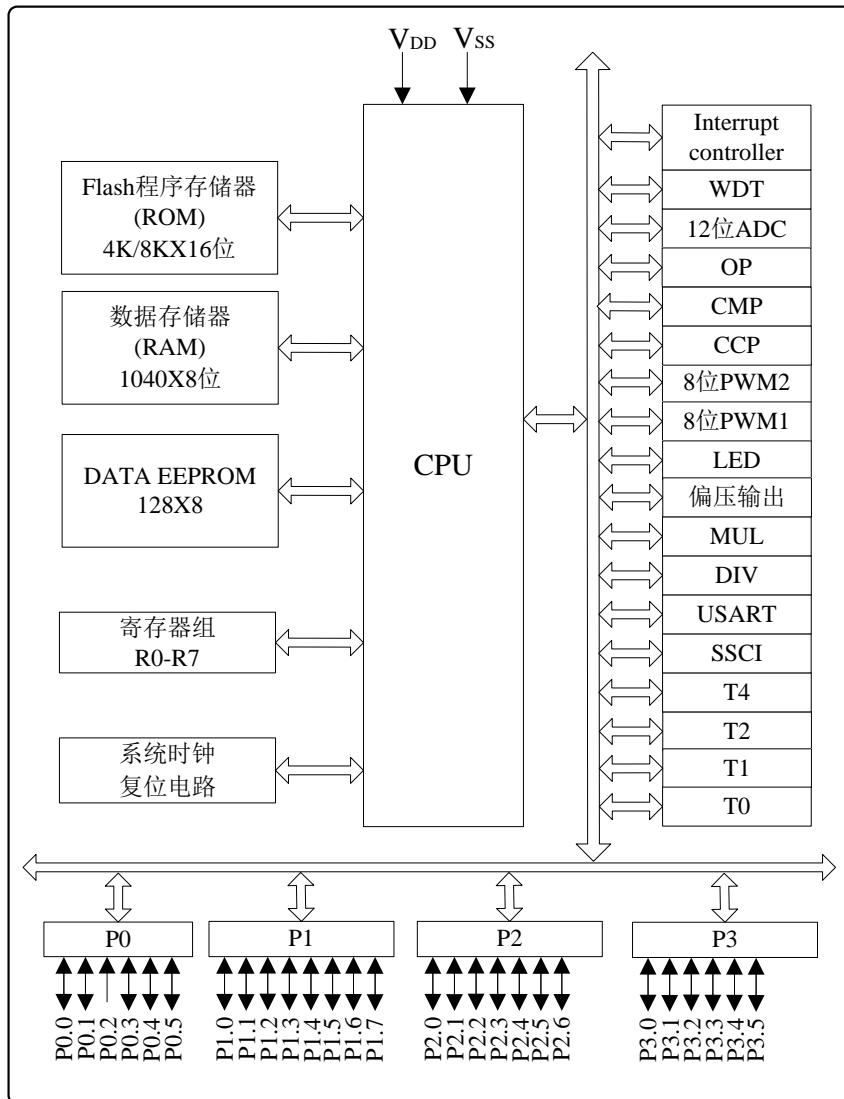 VDD VSS
Flash程序存储器
(ROM)
4K/8KX16位
数据存储器
(RAM)
1040X8位
DATA EEPROM
128X8
寄存器组
R0-R7
系统时钟
复位电路
CPU
Interrupt
controller
WDT
12位ADC
OP
CMP
CCP
8位PWM2
8位PWM1
LED
偏压输出
MUL
DIV
USART
SSCI
T4
T2
T1
T0
P0 P1 P2 P3
P0.0 P0.1 P0.2 P0.3 P0.4 P0.5 P1.0 P1.1 P1.2 P1.3 P1.4 P1.5 P1.6 P1.7 P2.0 P2.1 P2.2 P2.3 P2.4 P2.5 P2.6 P3.0 P3.1 P3.2 P3.3 P3.4 P3.5